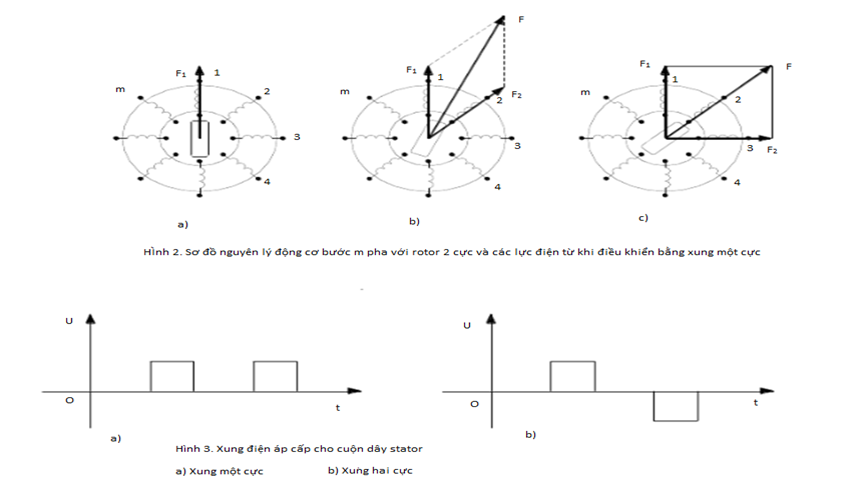 F₁ 1
m
2
3
4
a)
F
F₁
1
m
2
F₂
3
4
b)
F₁
F
1
m
2
3
F₂
4
c)
Hình 2. Sơ đồ nguyên lý động cơ bước m pha với rotor 2 cực và các lực điện từ khi điều khiển bằng xung một cực
U
O
t
a)
U
O
t
b)
Hình 3. Xung điện áp cấp cho cuộn dây stator
a) Xung một cực b) Xung hai cực